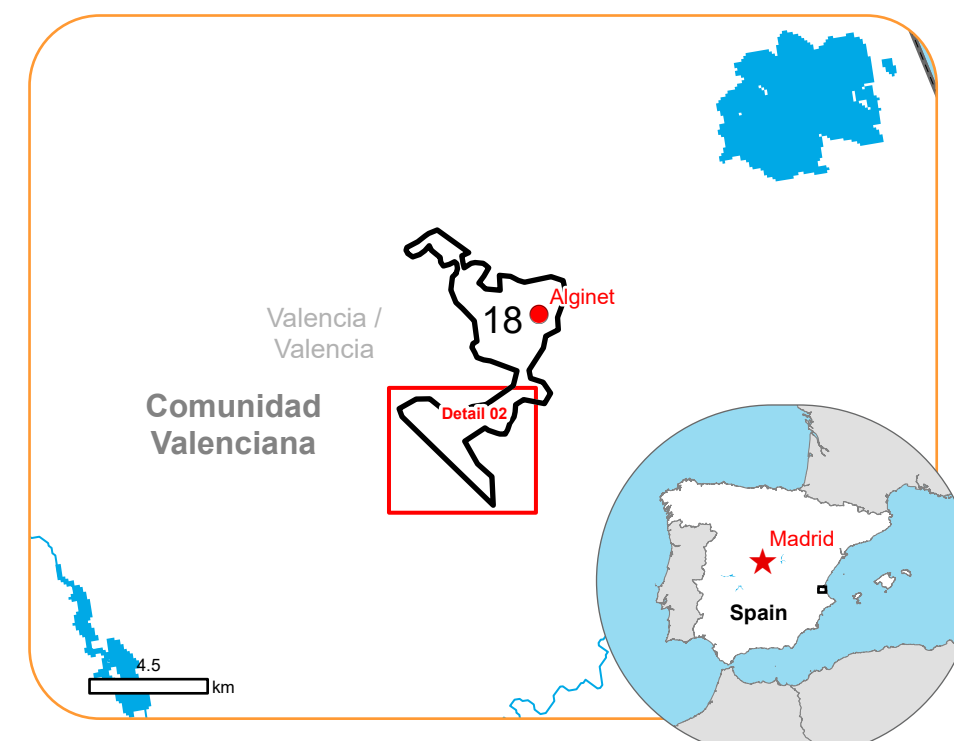 Alginet
18
Valencia /
Valencia
Comunidad
Valenciana
Detail 02
Madrid
Spain
4.5
km